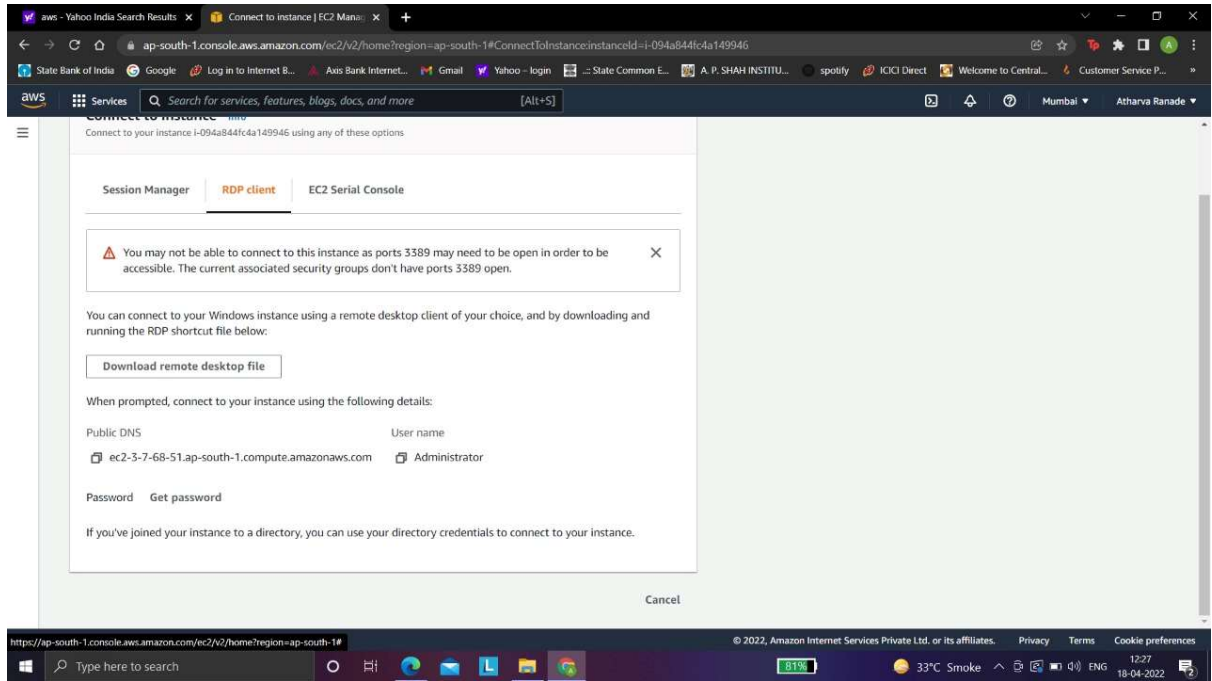 aws - Yahoo India Search Results
Connect to instance | EC2 Manag
ap-south-1.console.aws.amazon.com/ec2/v2/home?region=ap-south-1#ConnectToInstance:instanceId=i-094a844fc4a149946
State Bank of India Google Log in to Internet B... Axis Bank Internet... Gmail Yahoo – login ..:: State Common E... A. P. SHAH INSTITU... spotify ICICI Direct Welcome to Central... Customer Service P... »
aws Services Search for services, features, blogs, docs, and more [Alt+S] Mumbai Atharva Ranade
Connect to instance Info
Connect to your instance i-094a844fc4a149946 using any of these options
Session Manager RDP client EC2 Serial Console
You may not be able to connect to this instance as ports 3389 may need to be open in order to be
accessible. The current associated security groups don't have ports 3389 open.
You can connect to your Windows instance using a remote desktop client of your choice, and by downloading and
running the RDP shortcut file below:
Download remote desktop file
When prompted, connect to your instance using the following details:
Public DNS User name
ec2-3-7-68-51.ap-south-1.compute.amazonaws.com Administrator
Password Get password
If you've joined your instance to a directory, you can use your directory credentials to connect to your instance.
Cancel
https://ap-south-1.console.aws.amazon.com/ec2/v2/home?region=ap-south-1# © 2022, Amazon Internet Services Private Ltd. or its affiliates. Privacy Terms Cookie preferences
Type here to search L 81% 33°C Smoke ENG 12:27
18-04-2022 2